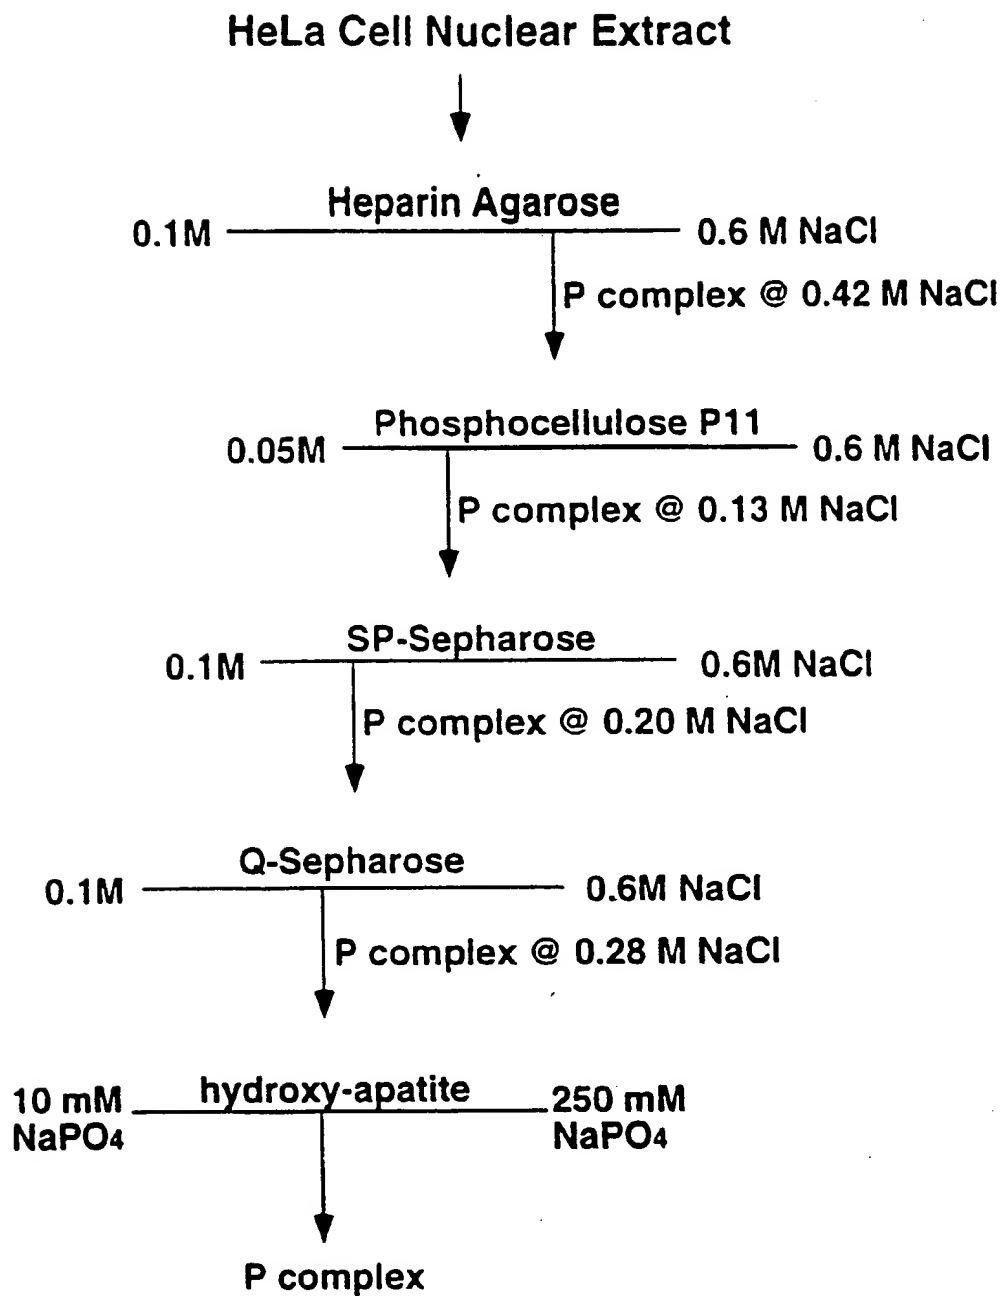 HeLa Cell Nuclear Extract
Heparin Agarose
0.1M
0.6 M NaCl
P complex @ 0.42 M NaCl
Phosphocellulose P11
0.05M
0.6 M NaCl
P complex @ 0.13 M NaCl
SP-Sepharose
0.1M
0.6M NaCl
P complex @ 0.20 M NaCl
Q-Sepharose
0.1M
0.6M NaCl
P complex @ 0.28 M NaCl
hydroxy-apatite
10 mM
NaPO4
250 mM
NaPO4
P complex